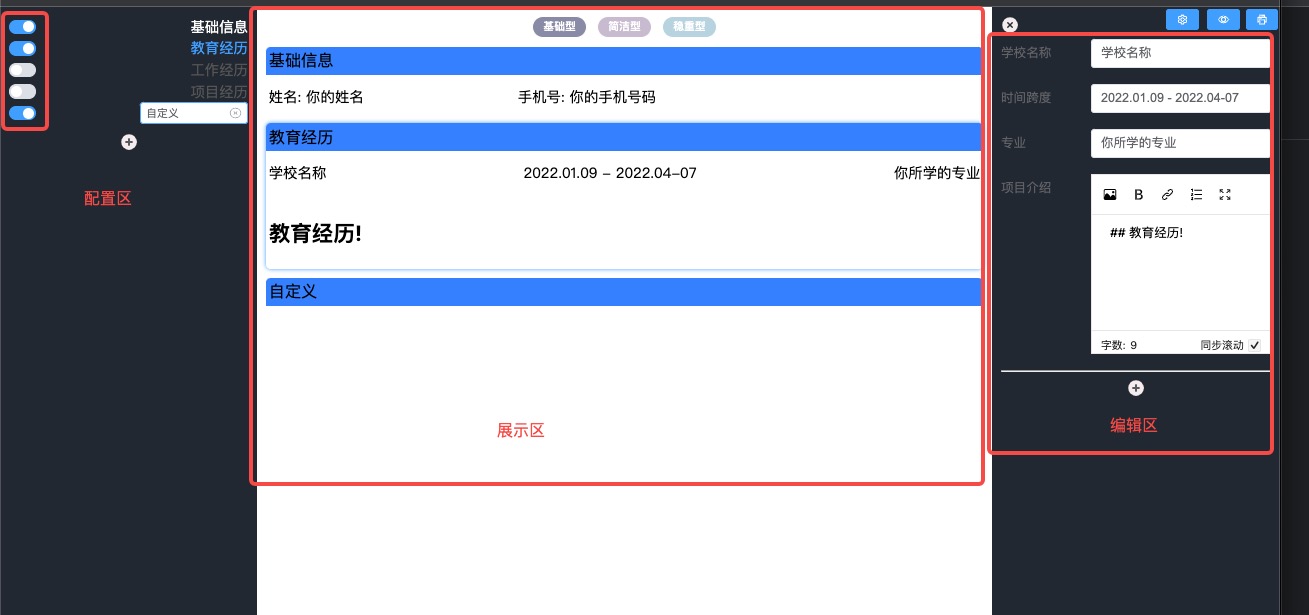 基础信息
教育经历
工作经历
项目经历
自定义
配置区
基础型 简洁型 稳重型
基础信息
姓名: 你的姓名 手机号: 你的手机号码
教育经历
学校名称 2022.01.09 - 2022.04-07 你所学的专业
教育经历!
自定义
展示区
学校名称 学校名称
时间跨度 2022.01.09 - 2022.04-07
专业 你所学的专业
项目介绍
B
## 教育经历!
字数: 9 同步滚动
编辑区